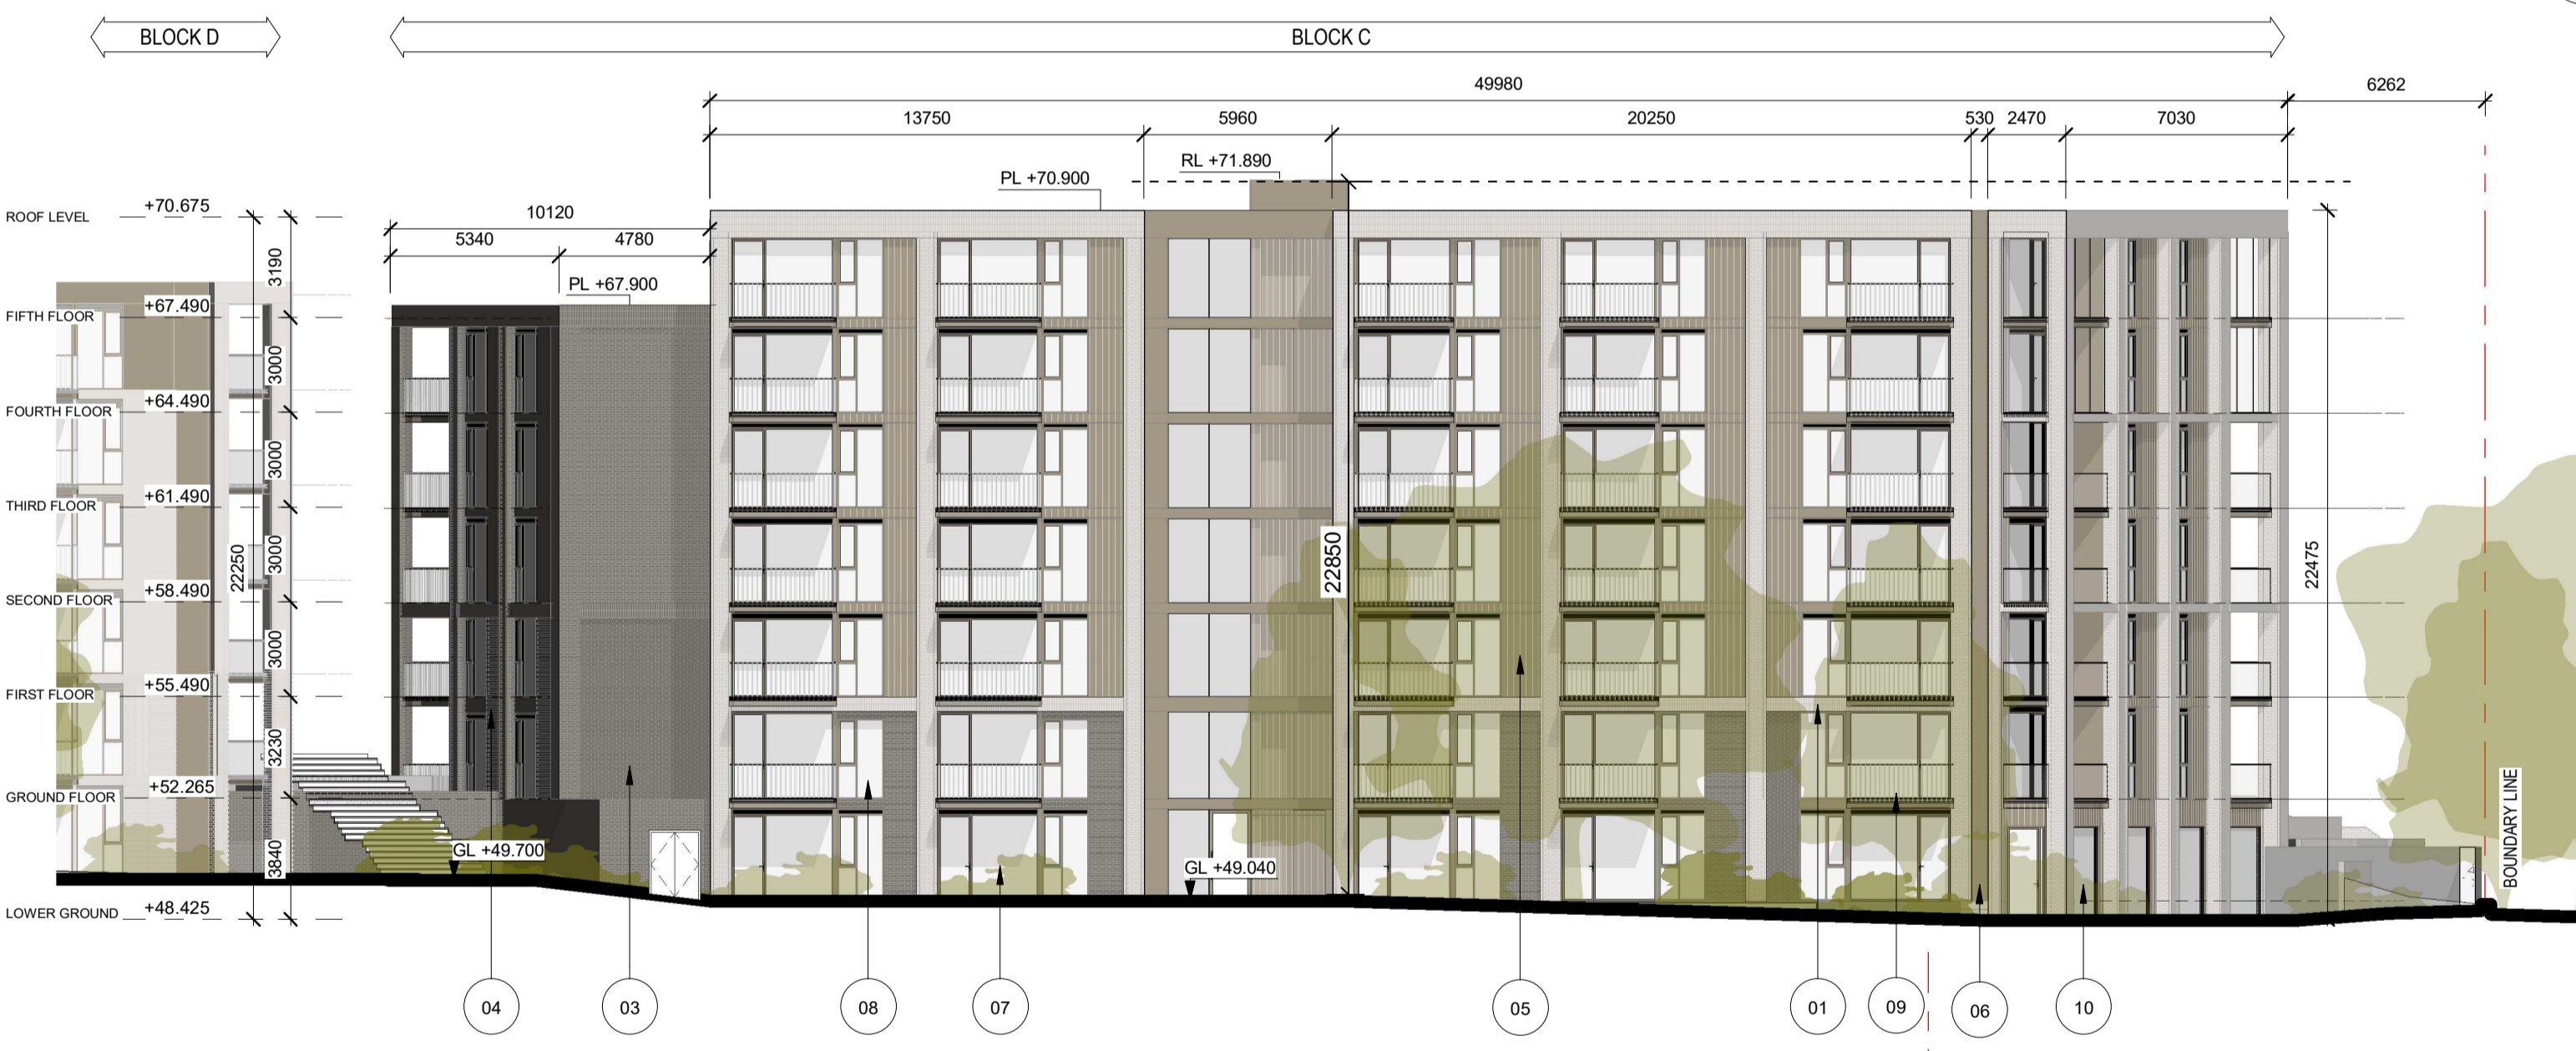 BLOCK D
BLOCK C
49980
6262
13750
5960
20250
530
2470
7030
RL +71.890
PL +70.900
ROOF LEVEL
+70.675
10120
5340
4780
3190
PL +67.900
FIFTH FLOOR
+67.490
3000
FOURTH FLOOR
+64.490
3000
THIRD FLOOR
+61.490
3000
22250
22850
22475
SECOND FLOOR
+58.490
3000
FIRST FLOOR
+55.490
3230
GROUND FLOOR
+52.265
3840
GL +49.700
GL +49.040
BOUNDARY LINE
LOWER GROUND
+48.425
04
03
08
07
05
01
09
06
10